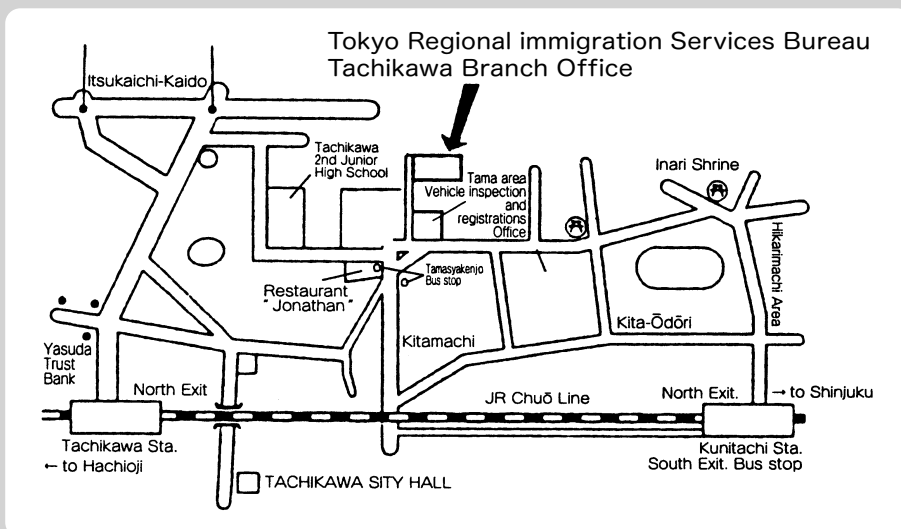 Tokyo Regional immigration Services Bureau
Tachikawa Branch Office
Itsukaichi-Kaido
Tachikawa
2nd Junior
High School
Tama area
Vehicle inspection
and
registrations
Office
Inari Shrine
Hikarimachi Area
Restaurant
"Jonathan"
Tamasyakenjo
Bus stop
Kitamachi
Kita-Ōdōri
Yasuda
Trust
Bank
North Exit
JR Chuō Line
North Exit.
→ to Shinjuku
Tachikawa Sta.
← to Hachioji
Kunitachi Sta.
South Exit. Bus stop
TACHIKAWA SITY HALL